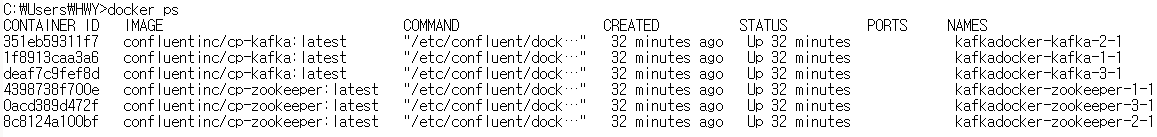 C:₩Users₩HWY>docker ps
CONTAINER ID   IMAGE                              COMMAND                  CREATED          STATUS          PORTS     NAMES
351eb59311f7   confluentinc/cp-kafka:latest       "/etc/confluent/dock…"   32 minutes ago   Up 32 minutes             kafkadocker-kafka-2-1
1f8913caa3a6   confluentinc/cp-kafka:latest       "/etc/confluent/dock…"   32 minutes ago   Up 32 minutes             kafkadocker-kafka-1-1
deaf7c9fef8d   confluentinc/cp-kafka:latest       "/etc/confluent/dock…"   32 minutes ago   Up 32 minutes             kafkadocker-kafka-3-1
4398738f700e   confluentinc/cp-zookeeper:latest   "/etc/confluent/dock…"   32 minutes ago   Up 32 minutes             kafkadocker-zookeeper-1-1
0acd389d472f   confluentinc/cp-zookeeper:latest   "/etc/confluent/dock…"   32 minutes ago   Up 32 minutes             kafkadocker-zookeeper-3-1
8c8124a100bf   confluentinc/cp-zookeeper:latest   "/etc/confluent/dock…"   32 minutes ago   Up 32 minutes             kafkadocker-zookeeper-2-1